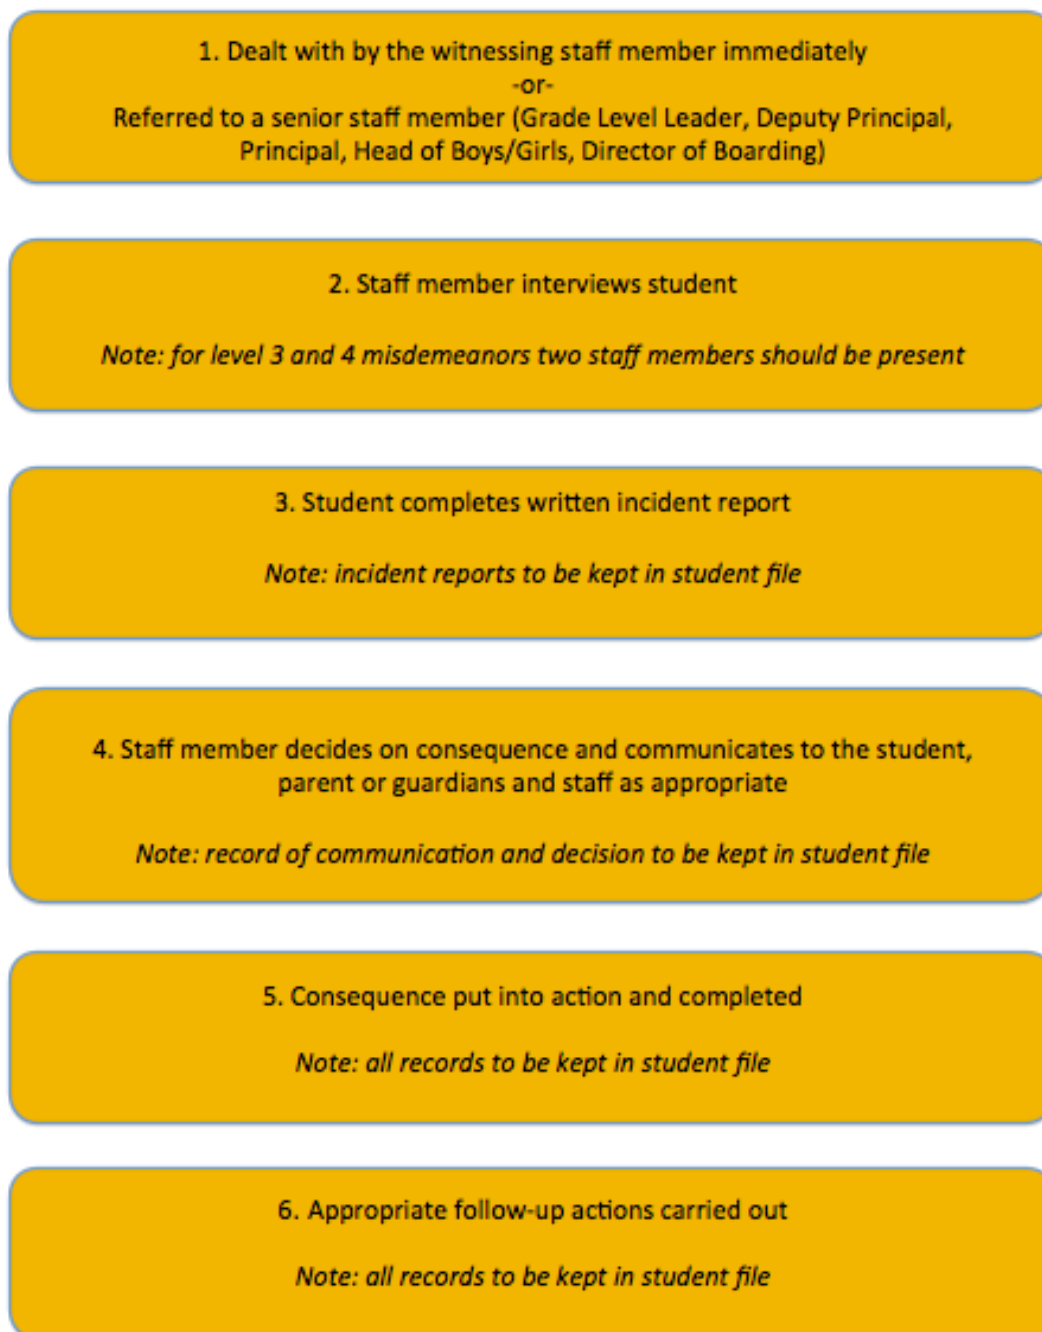 1. Dealt with by the witnessing staff member immediately
-or-
Referred to a senior staff member (Grade Level Leader, Deputy Principal,
Principal, Head of Boys/Girls, Director of Boarding)
2. Staff member interviews student
Note: for level 3 and 4 misdemeanors two staff members should be present
3. Student completes written incident report
Note: incident reports to be kept in student file
4. Staff member decides on consequence and communicates to the student,
parent or guardians and staff as appropriate
Note: record of communication and decision to be kept in student file
5. Consequence put into action and completed
Note: all records to be kept in student file
6. Appropriate follow-up actions carried out
Note: all records to be kept in student file